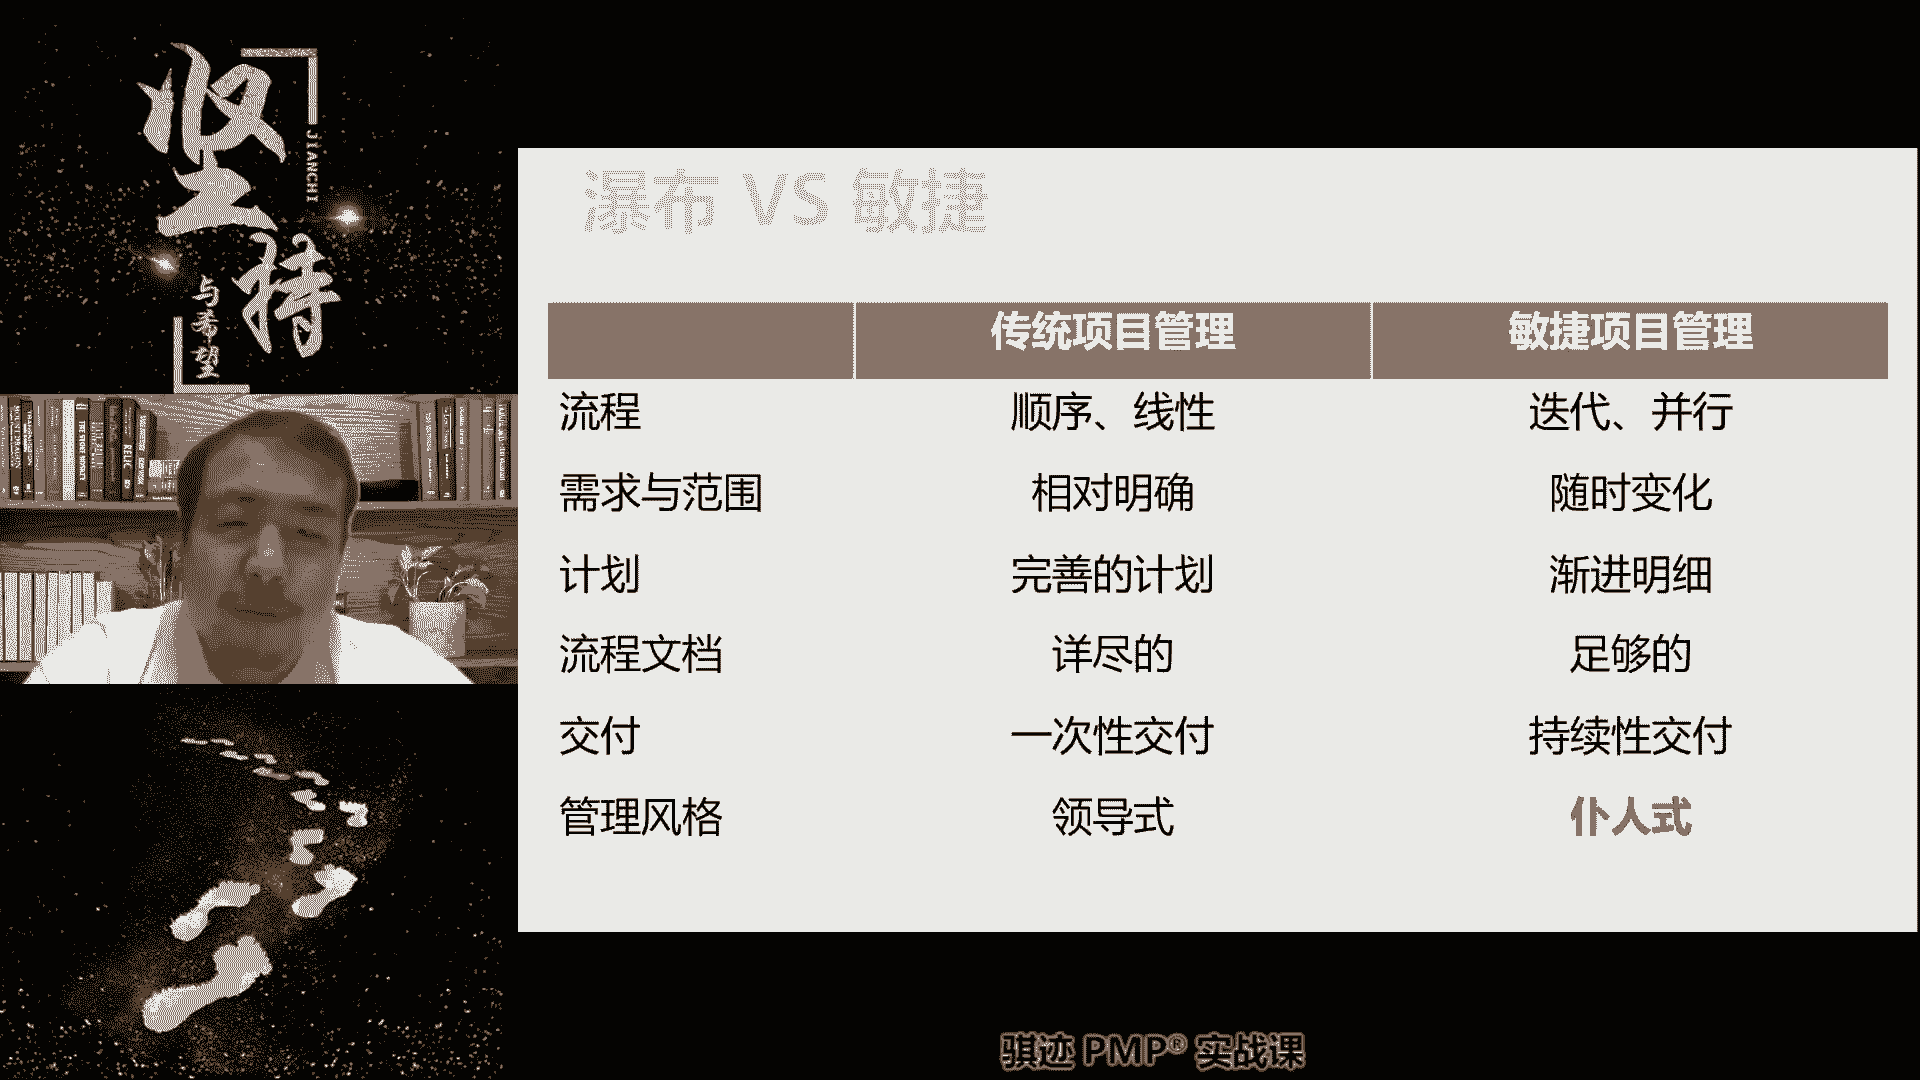 坚持
JIANCHI
与希望
瀑布 VS 敏捷
传统项目管理 敏捷项目管理
流程 顺序、线性 迭代、并行
需求与范围 相对明确 随时变化
计划 完善的计划 渐进明细
流程文档 详尽的 足够的
交付 一次性交付 持续性交付
管理风格 领导式 仆人式
骐迹 PMP® 实战课